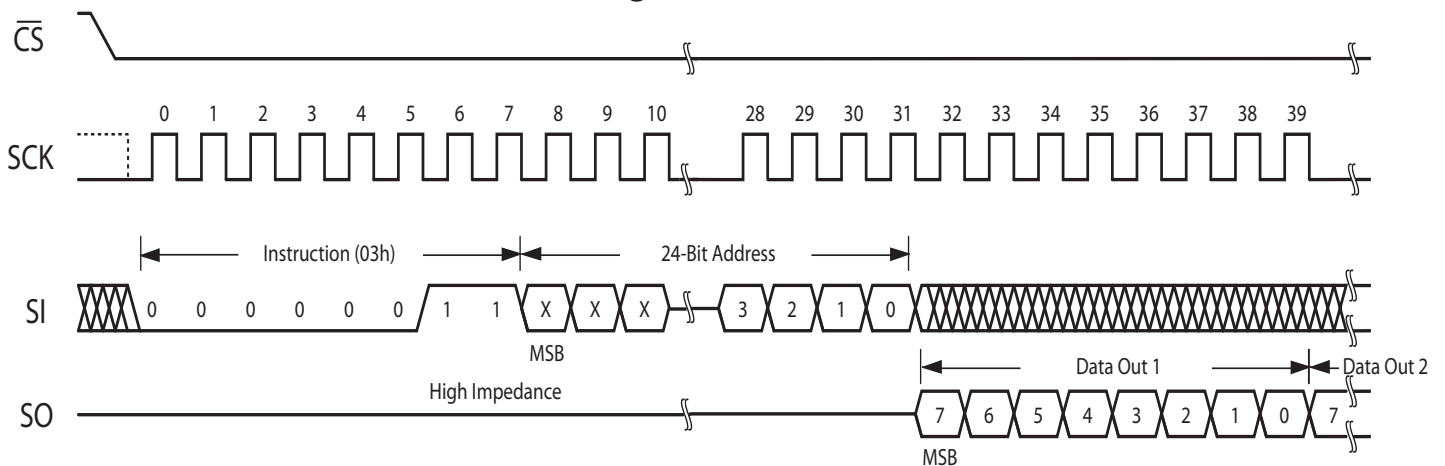 CS
0 1 2 3 4 5 6 7 8 9 10 28 29 30 31 32 33 34 35 36 37 38 39
SCK
Instruction (03h) 24-Bit Address
SI 0 0 0 0 0 0 1 1 X X X 3 2 1 0
MSB
Data Out 1 Data Out 2
High Impedance
SO 7 6 5 4 3 2 1 0 7
MSB